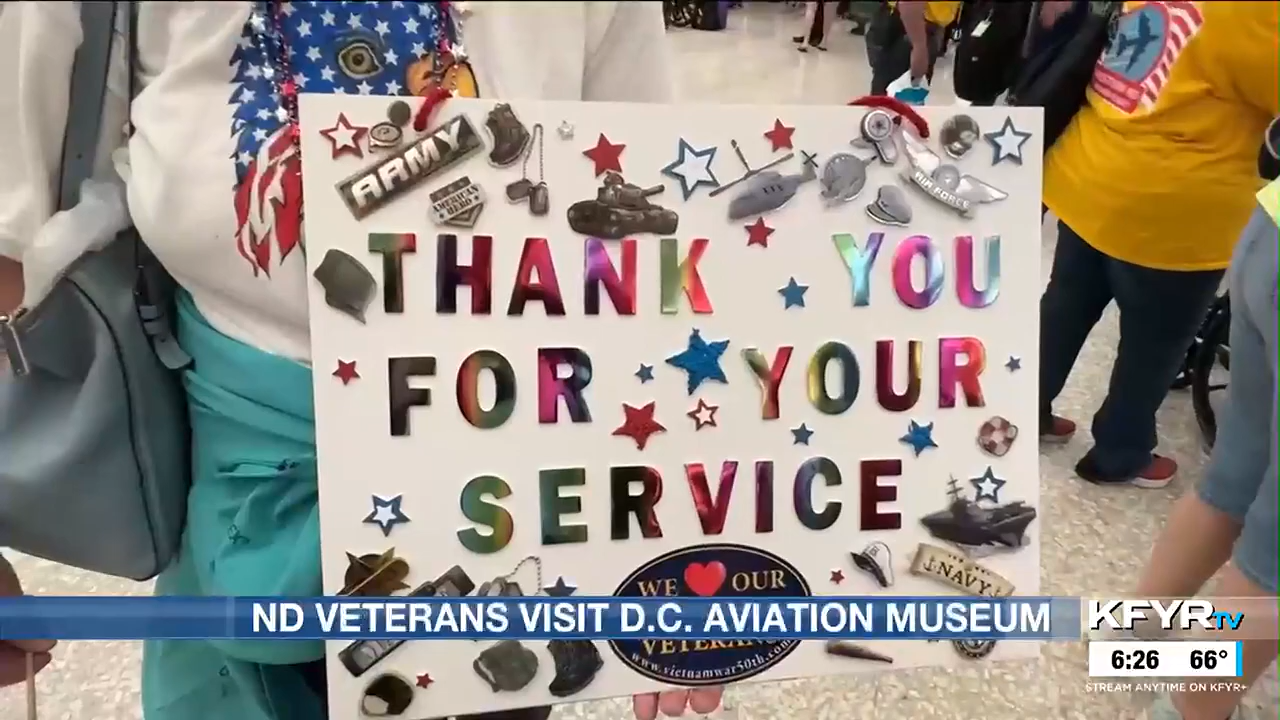 ARMY
AMERICAN
HERO
AIR FORCE
THANK YOU
FOR YOUR
SERVICE
NAVY
WE OUR
VETERANS
www.vietnamwar50th.com
ND VETERANS VISIT D.C. AVIATION MUSEUM
KFYR TV
6:26 66°
STREAM ANYTIME ON KFYR+